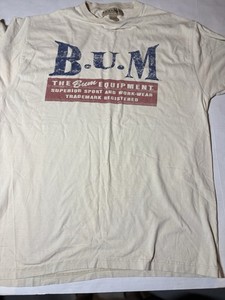 B.U.M
THE Bum EQUIPMENT
SUPERIOR SPORT AND WORK-WEAR
TRADEMARK REGISTERED